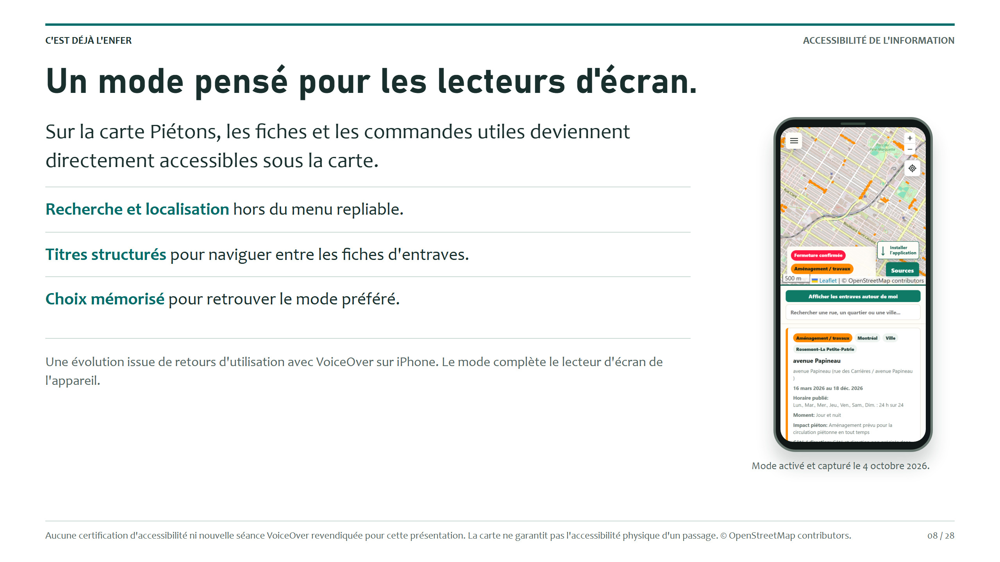 C'EST DÉJÀ L'ENFER
ACCESSIBILITÉ DE L'INFORMATION
Un mode pensé pour les lecteurs d'écran.
Sur la carte Piétons, les fiches et les commandes utiles deviennent
directement accessibles sous la carte.
Recherche et localisation hors du menu repliable.
Titres structurés pour naviguer entre les fiches d'entraves.
Choix mémorisé pour retrouver le mode préféré.
Une évolution issue de retours d'utilisation avec VoiceOver sur iPhone. Le mode complète le lecteur d'écran de
l'appareil.
+
Parc du
Père-Marquette
−
Rue Clark
Boulevard Saint-Laurent
Installer
l'application
Fermeture confirmée
Aménagement / travaux
Sources
500 m
Leaflet | © OpenStreetMap contributors
Afficher les entraves autour de moi
Rechercher une rue, un quartier ou une ville...
Aménagement / travaux Montréal Ville
Rosemont–La Petite-Patrie
avenue Papineau
avenue Papineau (rue des Carrières / avenue Papineau
)
16 mars 2026 au 18 déc. 2026
Horaire publié:
Lun., Mar., Mer., Jeu., Ven., Sam., Dim. : 24 h sur 24
Moment: Jour et nuit
Impact piéton: Aménagement prévu pour la
circulation piétonne en tout temps
Mode activé et capturé le 4 octobre 2026.
Aucune certification d'accessibilité ni nouvelle séance VoiceOver revendiquée pour cette présentation. La carte ne garantit pas l'accessibilité physique d'un passage. © OpenStreetMap contributors.
08 / 28